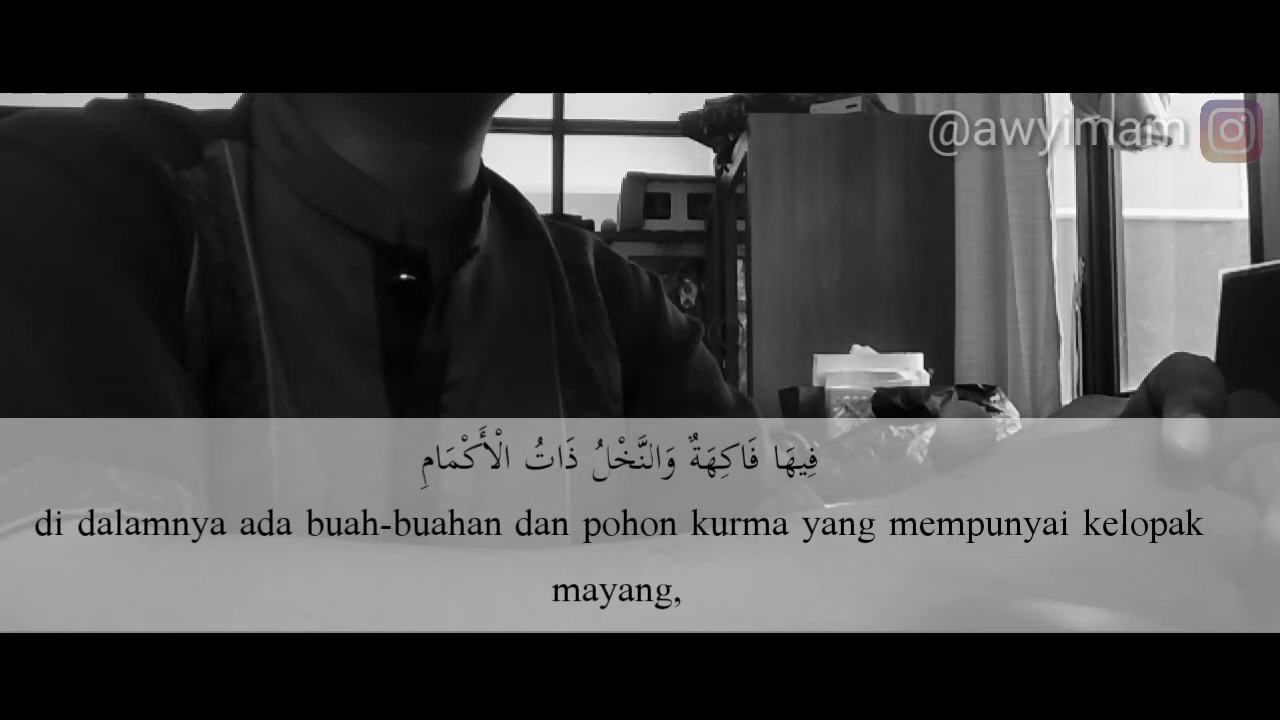 @awyimam
فِيهَا فَاكِهَةٌ وَالنَّخْلُ ذَاتُ الْأَكْمَامِ
di dalamnya ada buah-buahan dan pohon kurma yang mempunyai kelopak
mayang,